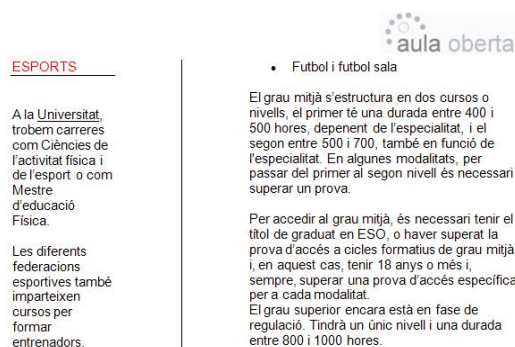 aula oberta
ESPORTS
A la Universitat,
trobem carreres
com Ciències de
l'activitat física i
de l'esport o com
Mestre
d'educació
Física.
Les diferents
federacions
esportives també
imparteixen
cursos per
formar
entrenadors.
• Futbol i futbol sala
El grau mitjà s'estructura en dos cursos o
nivells, el primer té una durada entre 400 i
500 hores, depenent de l'especialitat, i el
segon entre 500 i 700, també en funció de
l'especialitat. En algunes modalitats, per
passar del primer al segon nivell és necessari
superar un prova.
Per accedir al grau mitjà, és necessari tenir el
títol de graduat en ESO, o haver superat la
prova d'accés a cicles formatius de grau mitjà
i, en aquest cas, tenir 18 anys o més i,
sempre, superar una prova d'accés específica
per a cada modalitat.
El grau superior encara està en fase de
regulació. Tindrà un únic nivell i una durada
entre 800 i 1000 hores.